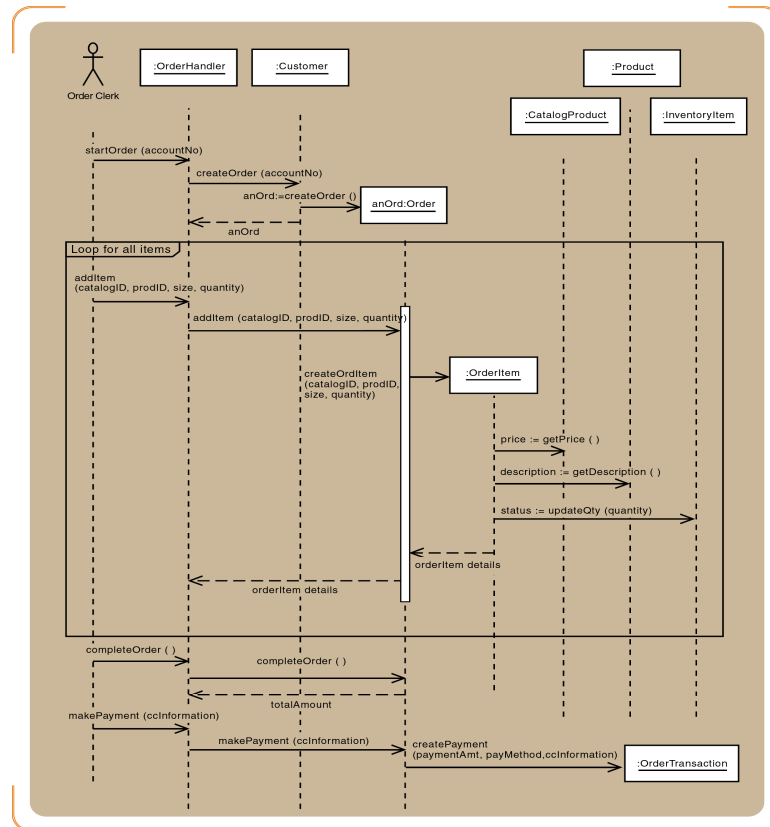 :OrderHandler
:Customer
:Product
Order Clerk
:CatalogProduct
:InventoryItem
startOrder (accountNo)
createOrder (accountNo)
anOrd:=createOrder ()
anOrd:Order
anOrd
Loop for all items
addItem
(catalogID, prodID, size, quantity)
addItem (catalogID, prodID, size, quantity)
createOrdItem
(catalogID, prodID,
size, quantity)
:OrderItem
price := getPrice ( )
description := getDescription ( )
status := updateQty (quantity)
orderItem details
orderItem details
completeOrder ( )
completeOrder ( )
totalAmount
makePayment (ccInformation)
makePayment (ccInformation)
createPayment
(paymentAmt, payMethod,ccInformation)
:OrderTransaction